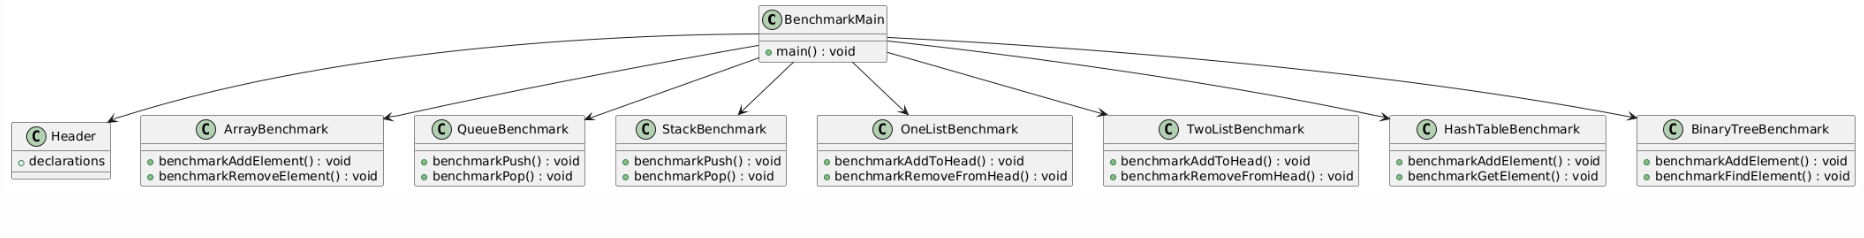 C BenchmarkMain
main() : void
C Header
declarations
C ArrayBenchmark
benchmarkAddElement() : void
benchmarkRemoveElement() : void
C QueueBenchmark
benchmarkPush() : void
benchmarkPop() : void
C StackBenchmark
benchmarkPush() : void
benchmarkPop() : void
C OneListBenchmark
benchmarkAddToHead() : void
benchmarkRemoveFromHead() : void
C TwoListBenchmark
benchmarkAddToHead() : void
benchmarkRemoveFromHead() : void
C HashTableBenchmark
benchmarkAddElement() : void
benchmarkGetElement() : void
C BinaryTreeBenchmark
benchmarkAddElement() : void
benchmarkFindElement() : void